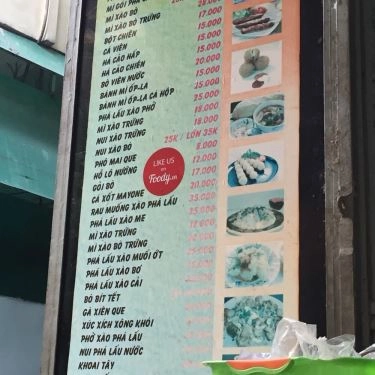 MÌ XÀO BÒ 17.000
MÌ XÀO BÒ TRỨNG 20.000
BỘT CHIÊN 15.000
CÁ VIÊN 15.000
HÁ CẢO HẤP 15.000
HÁ CẢO CHIÊN 20.000
BÒ VIÊN NƯỚC 15.000
BÁNH MÌ ỐP-LA 15.000
BÁNH MÌ ỐP-LA CÁ HỘP 25.000
PHÁ LẤU XÀO PHỞ 18.000
MÌ XÀO TRỨNG 18.000
NUI XÀO TRỨNG
NUI XÀO BÒ 25K / LỚN 35K
PHÔ MAI QUE 8.000
HỒ LÔ NƯỚNG 17.000
GỎI BÒ 20.000
CÁ XỐT MAYONE
RAU MUỐNG XÀO PHÁ LẤU
PHÁ LẤU XÀO ME
MÌ XÀO TRỨNG
MÌ XÀO BÒ TRỨNG
PHÁ LẤU XÀO MUỐI ỚT
PHÁ LẤU XÀO BƠ
PHÁ LẤU XÀO CẢI
BÒ BÍT TẾT
GÀ XIÊN QUE
XÚC XÍCH XÔNG KHÓI
PHỞ XÀO PHÁ LẤU
NUI PHÁ LẤU NƯỚC
KHOAI TÂY
LIKE US
on
Foody.vn